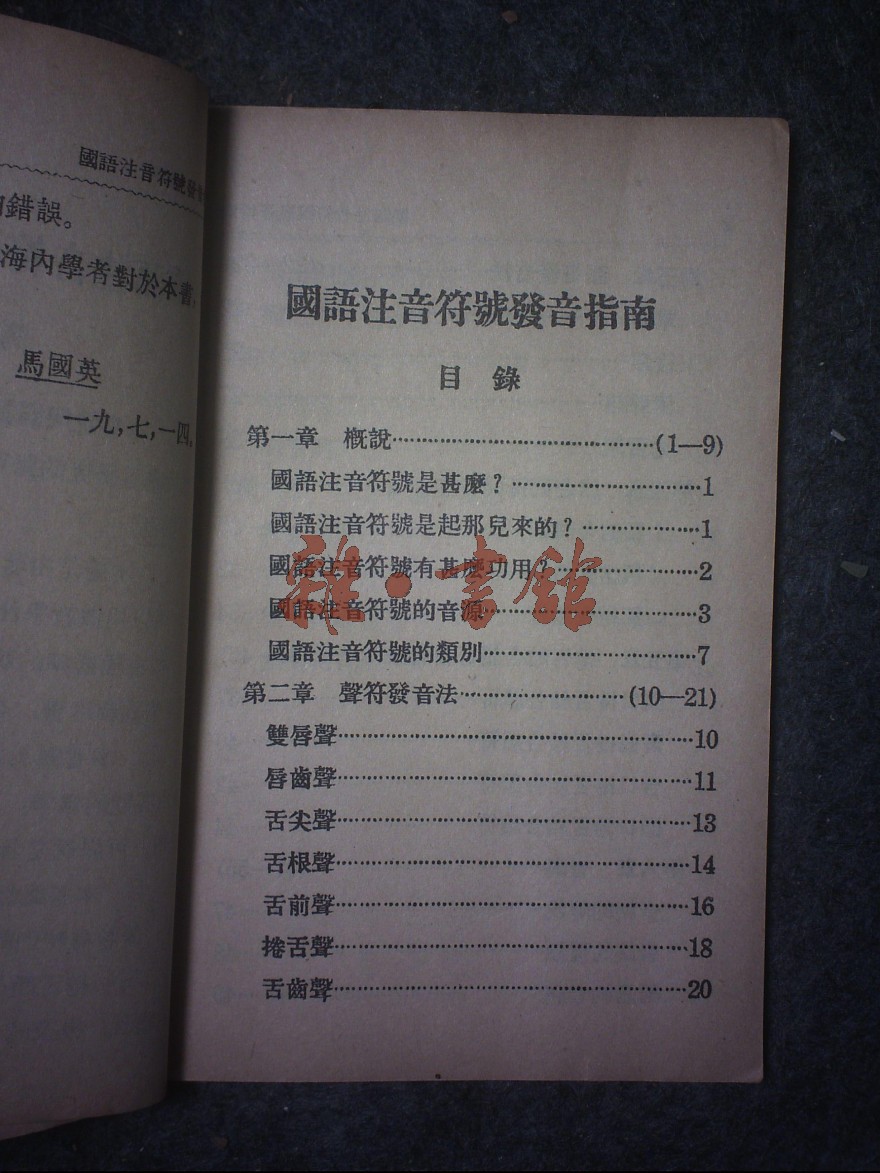 國語注音符號發
的錯誤。
海內學者對於本書,
馬國英
一九,七,一四.
國語注音符號發音指南
目 錄
第一章 概說……………………………(1—9)
國語注音符號是甚麼?……………………1
國語注音符號是起那兒來的?……………1
國語注音符號有甚麼功用?………………2
國語注音符號的音源………………………3
國語注音符號的類別………………………7
第二章 聲符發音法…………………(10—21)
雙唇聲………………………………………10
唇齒聲………………………………………11
舌尖聲………………………………………13
舌根聲………………………………………14
舌前聲………………………………………16
捲舌聲………………………………………18
舌齒聲………………………………………20
雜·書館